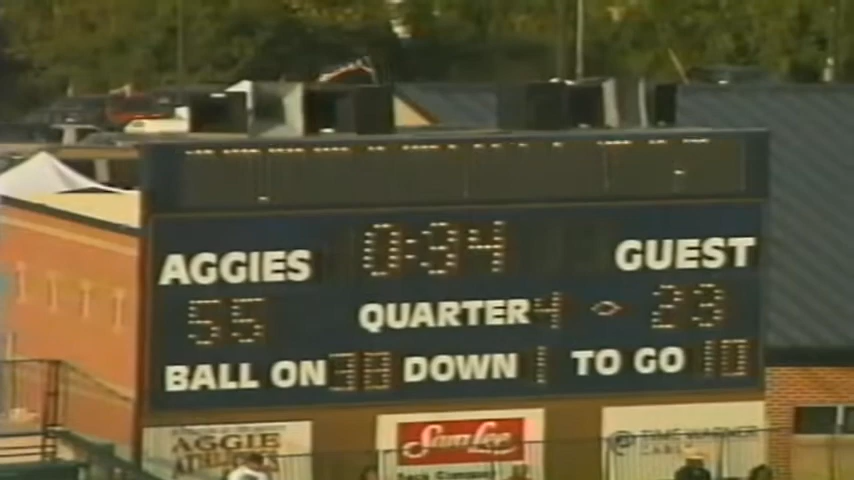 AGGIES 0:34 GUEST
55 QUARTER 4 23
BALL ON 38 DOWN 1 TO GO 10
AGGIE
Sara Lee
TIME WARNER